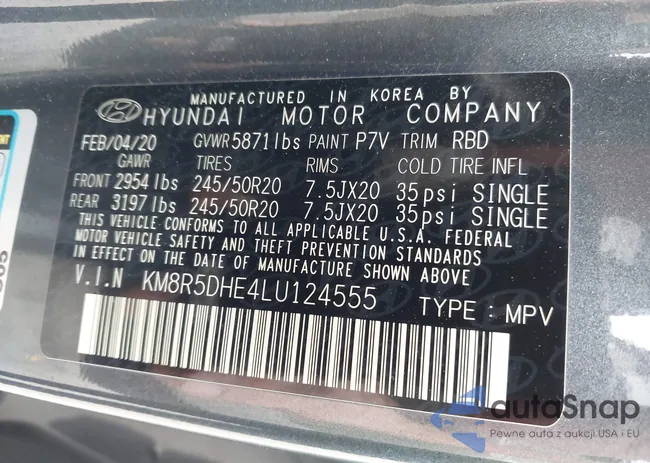 MANUFACTURED IN KOREA BY
HYUNDAI MOTOR COMPANY
FEB/04/20 GVWR 5871lbs PAINT P7V TRIM RBD
GAWR TIRES RIMS COLD TIRE INFL
FRONT 2954lbs 245/50R20 7.5JX20 35psi SINGLE
REAR 3197lbs 245/50R20 7.5JX20 35psi SINGLE
THIS VEHICLE CONFORMS TO ALL APPLICABLE U.S.A. FEDERAL
MOTOR VEHICLE SAFETY AND THEFT PREVENTION STANDARDS
IN EFFECT ON THE DATE OF MANUFACTURE SHOWN ABOVE.
V.I.N KM8R5DHE4LU124555 TYPE : MPV
autoSnap
Pewne auta z aukcji USA i EU